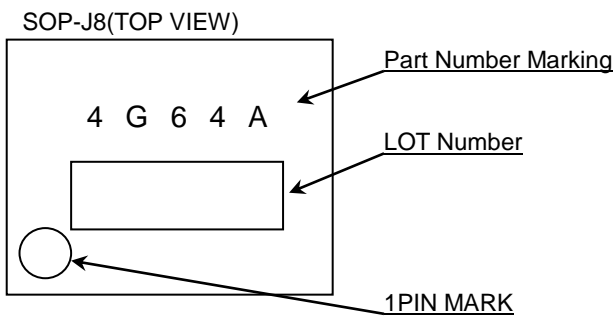 SOP-J8(TOP VIEW)
Part Number Marking
4 G 6 4 A
LOT Number
1PIN MARK